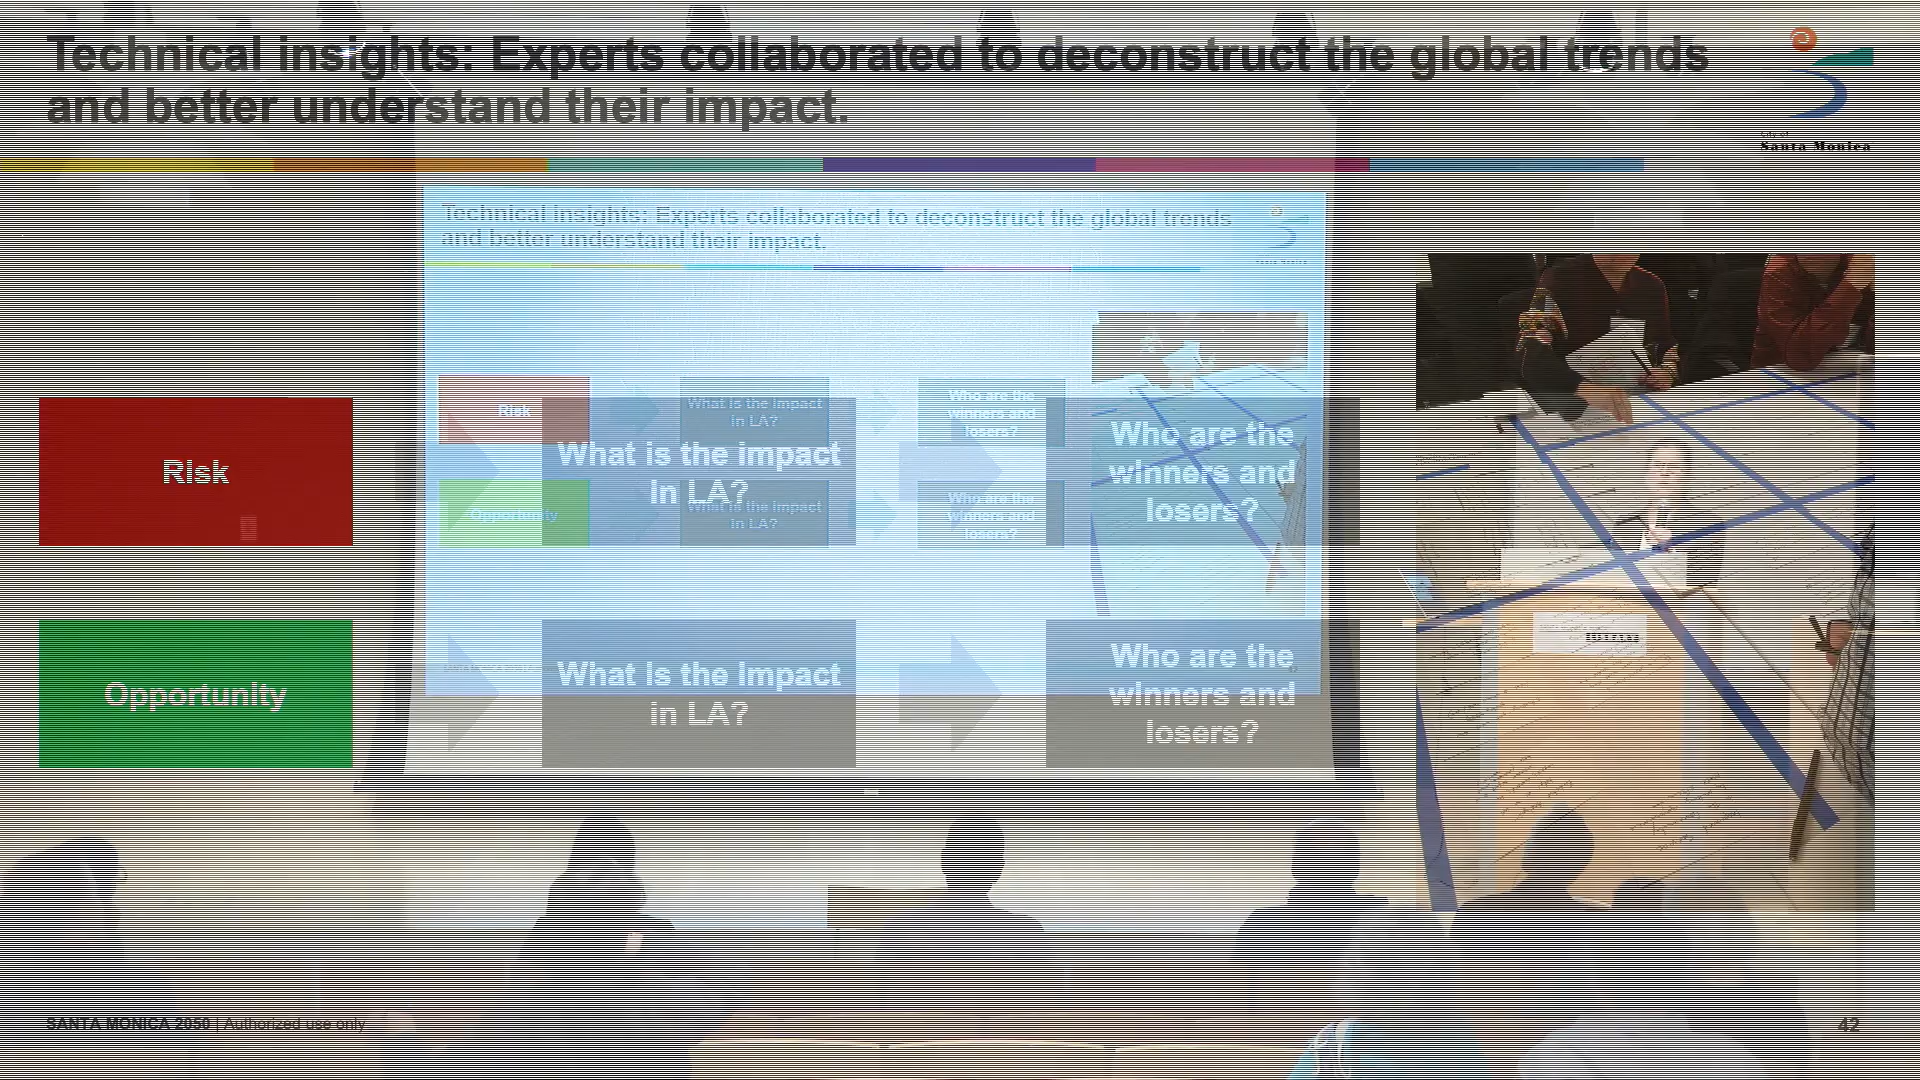 Technical insights: Experts collaborated to deconstruct the global trends
and better understand their impact.
City of
Santa Monica
Technical insights: Experts collaborated to deconstruct the global trends
and better understand their impact.
Risk
What is the impact
in LA?
Who are the
winners and
losers?
Opportunity
What is the impact
in LA?
Who are the
winners and
losers?
Risk
What is the impact
in LA?
Who are the
winners and
losers?
Opportunity
What is the impact
in LA?
Who are the
winners and
losers?
SANTA MONICA 2050 | Authorized use only
42